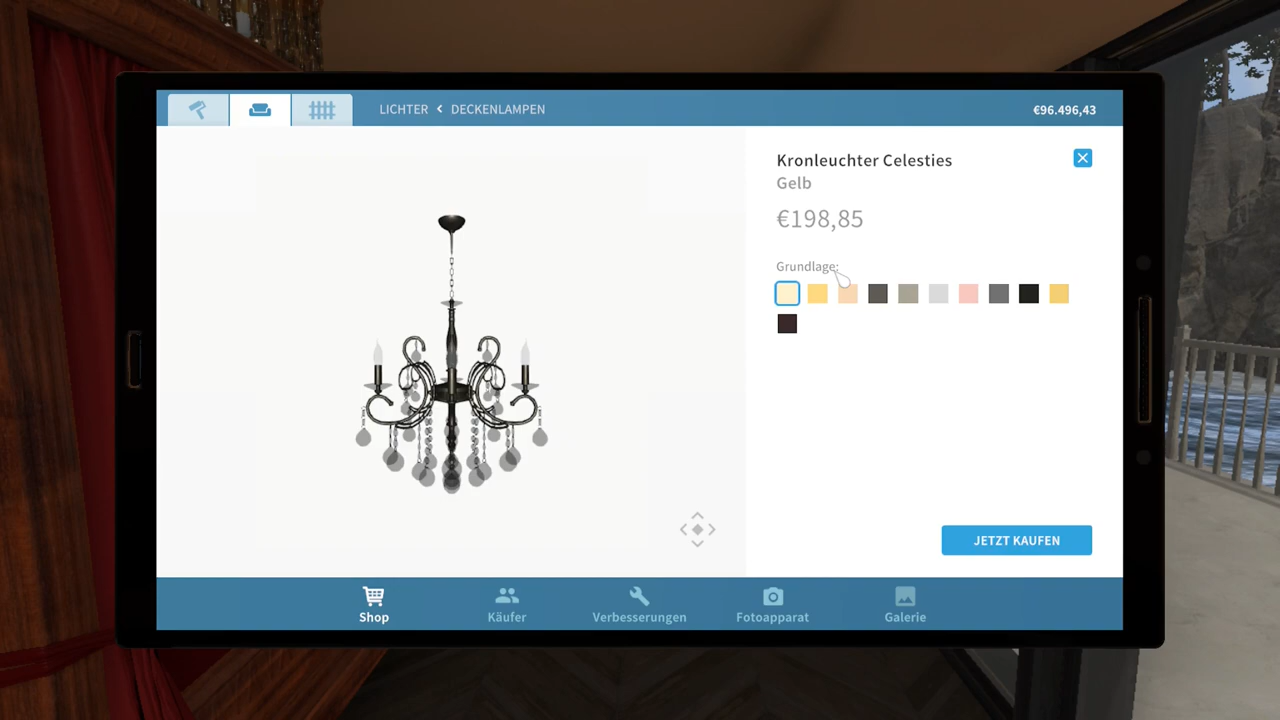 LICHTER < DECKENLAMPEN
€96.496,43
Kronleuchter Celesties
Gelb
€198,85
Grundlage:
JETZT KAUFEN
Shop
Käufer
Verbesserungen
Fotoapparat
Galerie